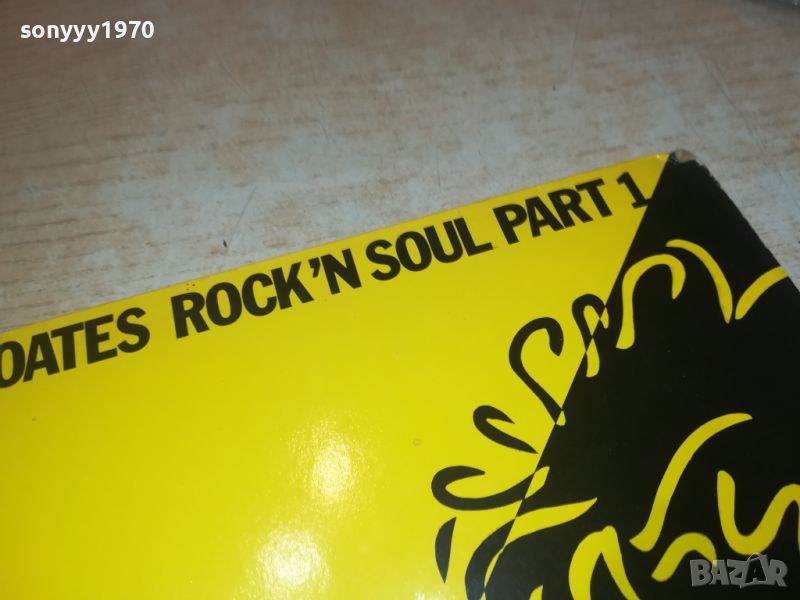 sonyyy1970
OATES ROCK'N SOUL PART 1
BAZAR